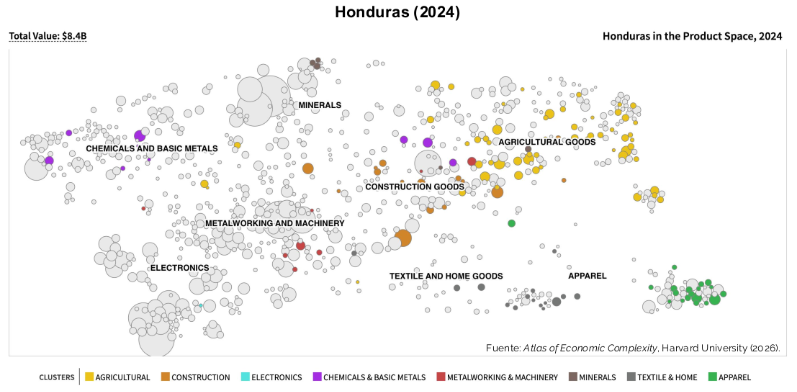 Honduras (2024)
Total Value: $8.4B
Honduras in the Product Space, 2024
MINERALS
AGRICULTURAL GOODS
CHEMICALS AND BASIC METALS
CONSTRUCTION GOODS
METALWORKING AND MACHINERY
ELECTRONICS
TEXTILE AND HOME GOODS
APPAREL
Fuente: Atlas of Economic Complexity, Harvard University (2026).
CLUSTERS AGRICULTURAL CONSTRUCTION ELECTRONICS CHEMICALS & BASIC METALS METALWORKING & MACHINERY MINERALS TEXTILE & HOME APPAREL